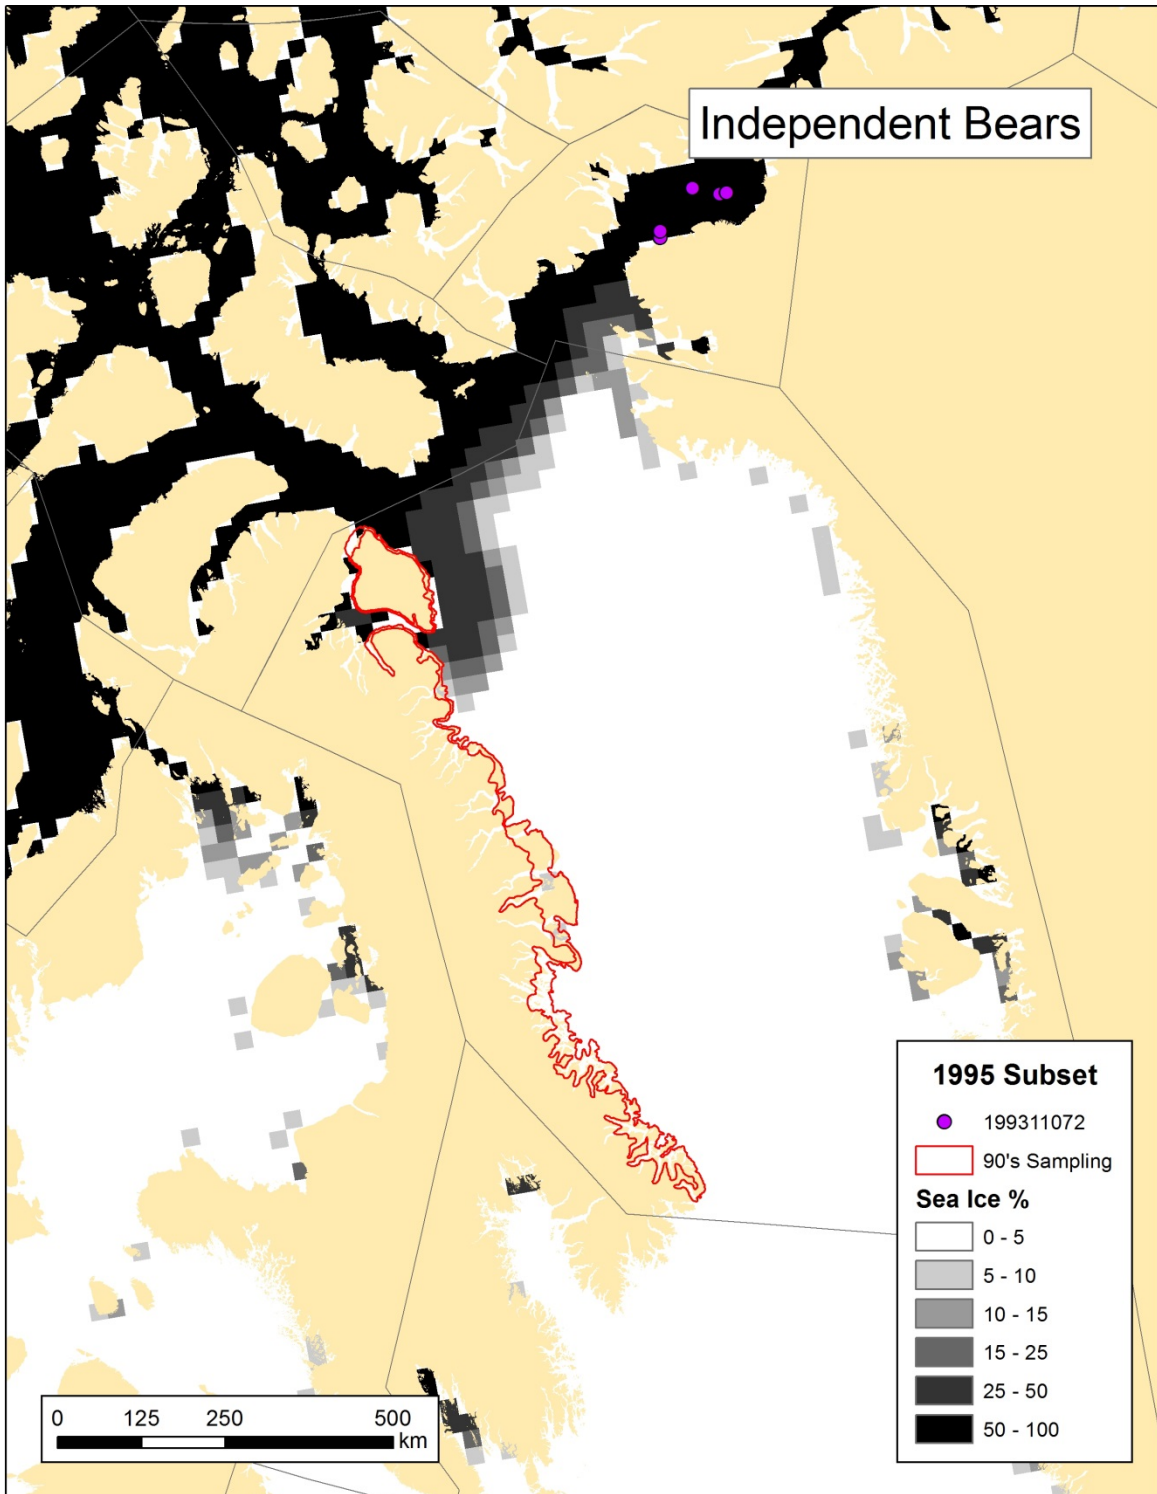 Independent Bears
1995 Subset
199311072
90's Sampling
Sea Ice %
0 - 5
5 - 10
10 - 15
15 - 25
25 - 50
50 - 100
0 125 250 500
km